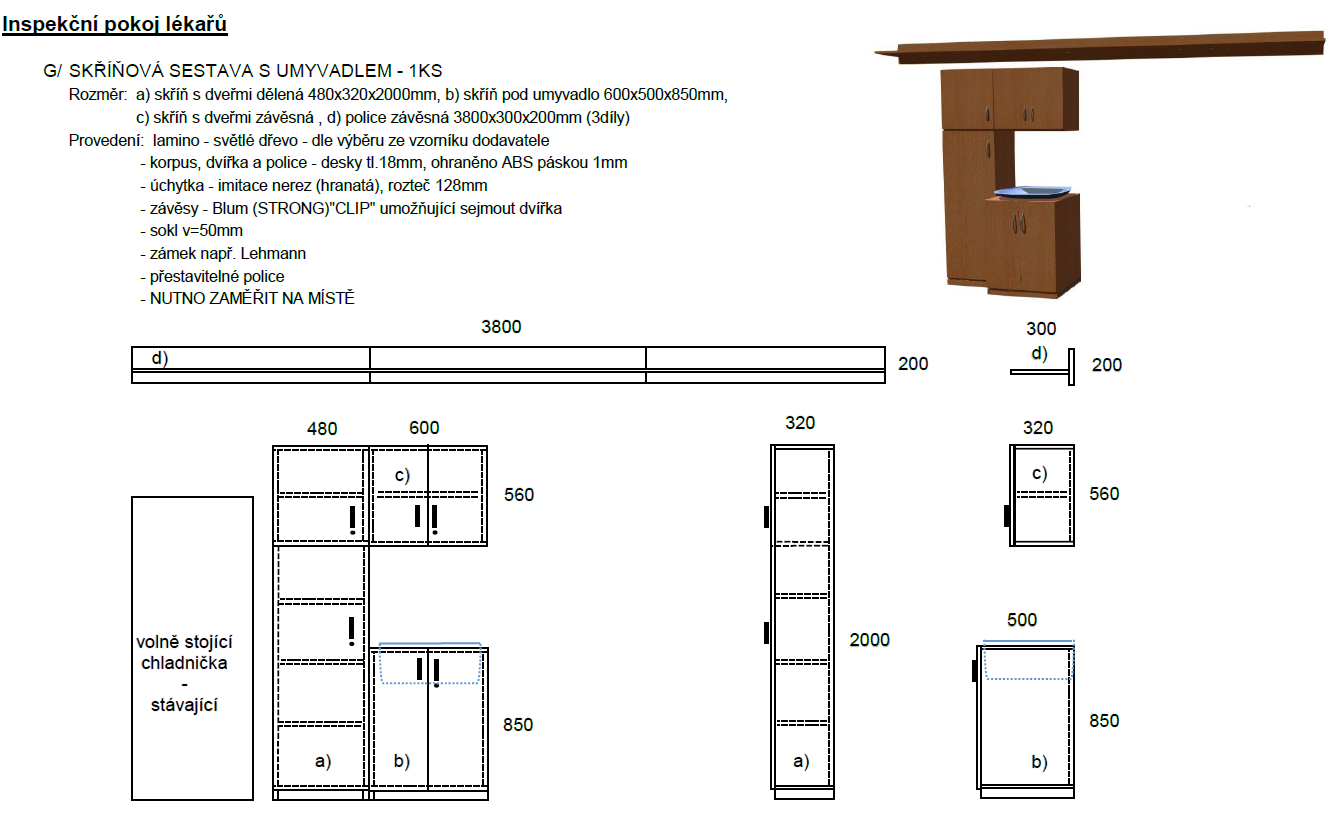 Inspekční pokoj lékařů
G/ SKŘÍŇOVÁ SESTAVA S UMYVADLEM - 1KS
Rozměr: a) skříň s dveřmi dělená 480x320x2000mm, b) skříň pod umyvadlo 600x500x850mm,
c) skříň s dveřmi závěsná , d) police závěsná 3800x300x200mm (3díly)
Provedení: lamino - světlé dřevo - dle výběru ze vzorníku dodavatele
- korpus, dvířka a police - desky tl.18mm, ohraněno ABS páskou 1mm
- úchytka - imitace nerez (hranatá), rozteč 128mm
- závěsy - Blum (STRONG)"CLIP" umožňující sejmout dvířka
- sokl v=50mm
- zámek např. Lehmann
- přestavitelné police
- NUTNO ZAMĚŘIT NA MÍSTĚ
3800
300
d)
200
d)
200
480
600
320
320
c)
560
c)
560
volně stojící
chladnička
-
stávající
2000
500
850
850
a)
b)
a)
b)